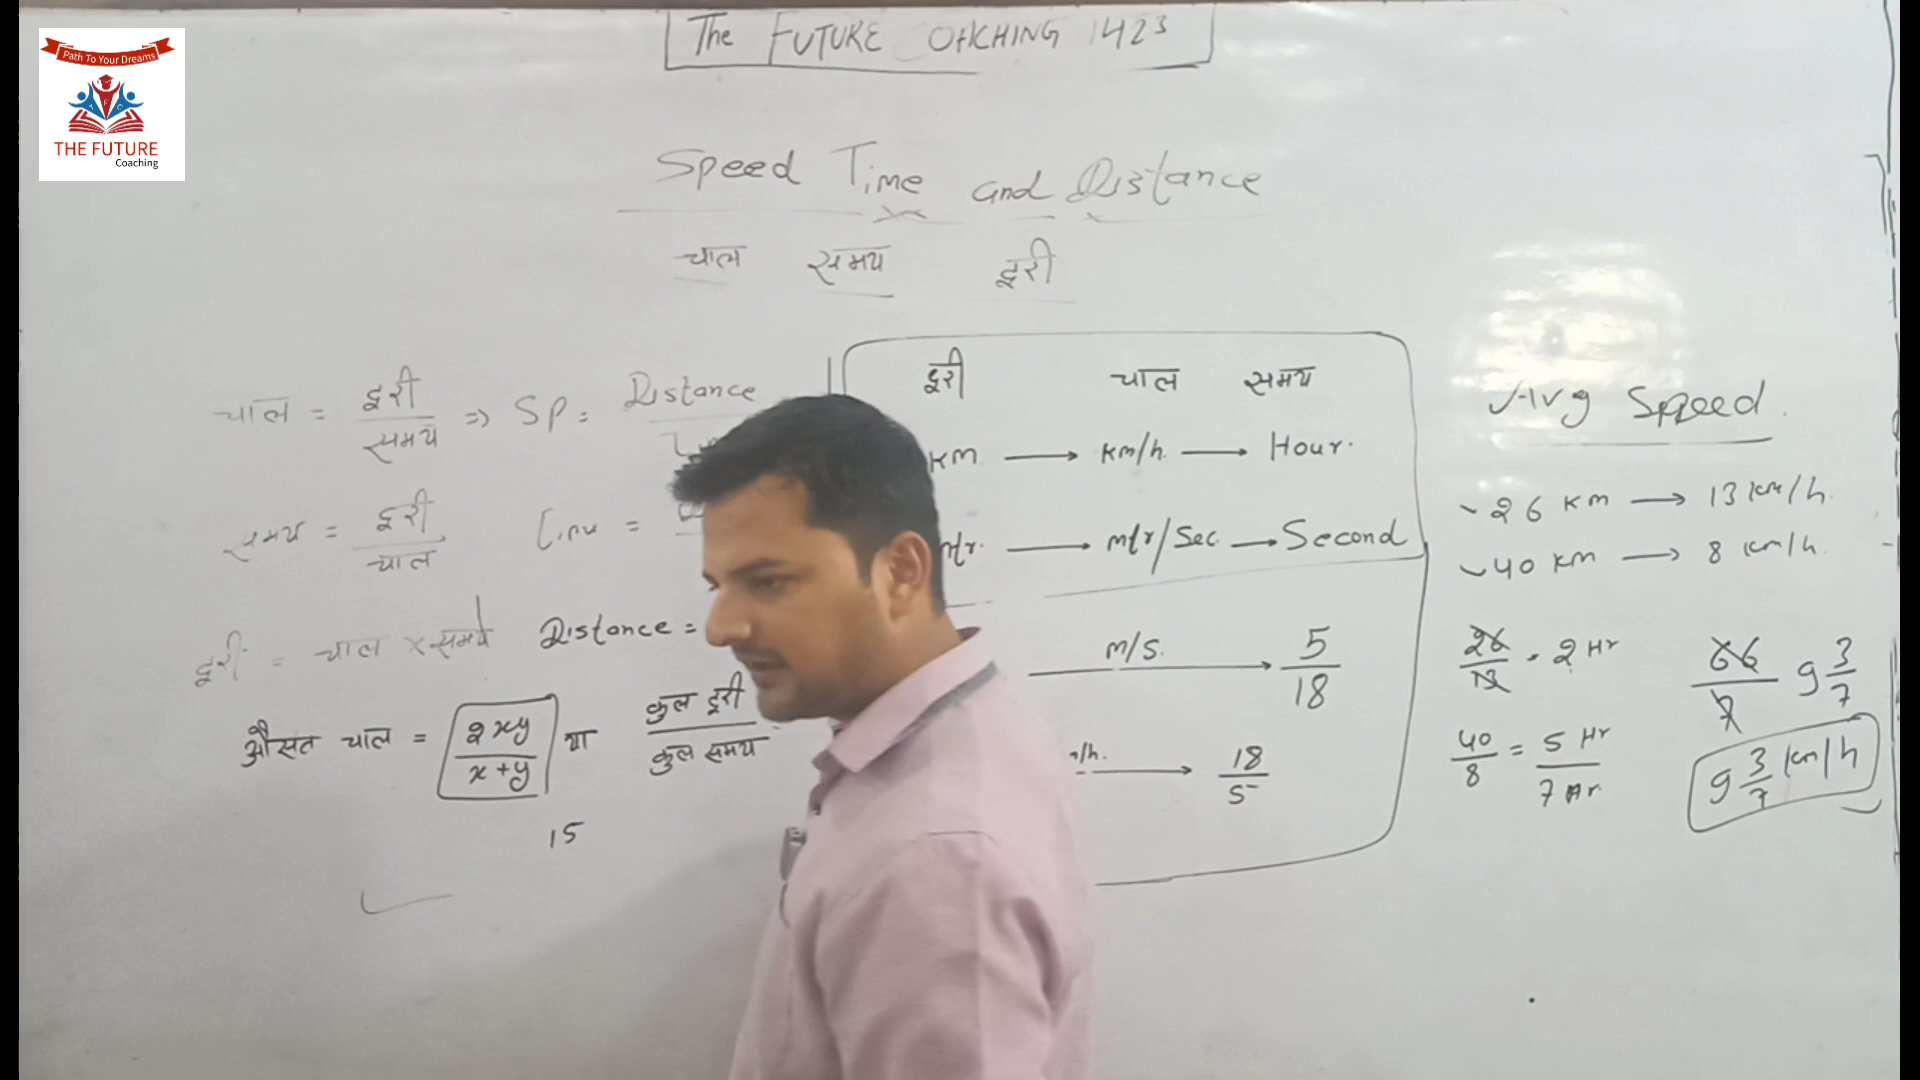 The FUTURE COACHING 1423
Path To Your Dreams
THE FUTURE
Coaching
Speed Time and Distance
चाल समय दूरी
चाल = दूरी / समय => SP = Distance
समय = दूरी / चाल
दूरी = चाल x समय Distance =
औसत चाल = 2xy / x+y या कुल दूरी / कुल समय
15
दूरी चाल समय
KM → km/h → Hour.
mtr. → mtr/Sec → Second
m/s. → 5/18
/h. → 18/5
Avg Speed
26 KM → 13 km/h.
40 KM → 8 km/h.
26/13 = 2 Hr
40/8 = 5 Hr
7 Hr.
66/7 9 3/7
9 3/7 km/h